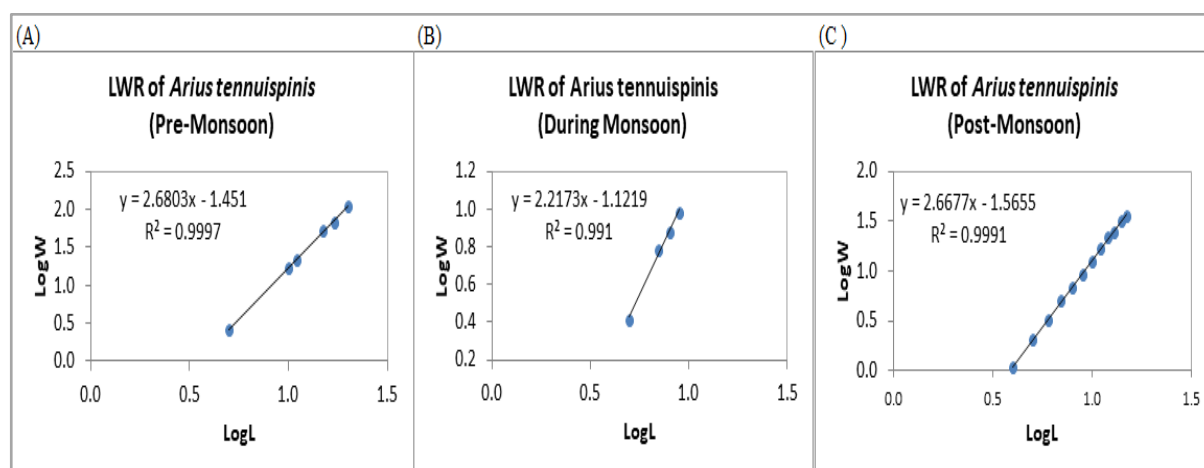 (A)
LWR of Arius tennuispinis
(Pre-Monsoon)
2.5
2.0
1.5
1.0
0.5
0.0
y = 2.6803x - 1.451
R² = 0.9997
LogW
0.0 0.5 1.0 1.5
LogL
(B)
LWR of Arius tennuispinis
(During Monsoon)
1.2
1.0
0.8
0.6
0.4
0.2
y = 2.2173x - 1.1219
R² = 0.991
LogW
0.0 0.5 1.0 1.5
LogL
(C )
LWR of Arius tennuispinis
(Post-Monsoon)
2.0
1.5
1.0
0.5
0.0
y = 2.6677x - 1.5655
R² = 0.9991
LogW
0.0 0.5 1.0 1.5
LogL